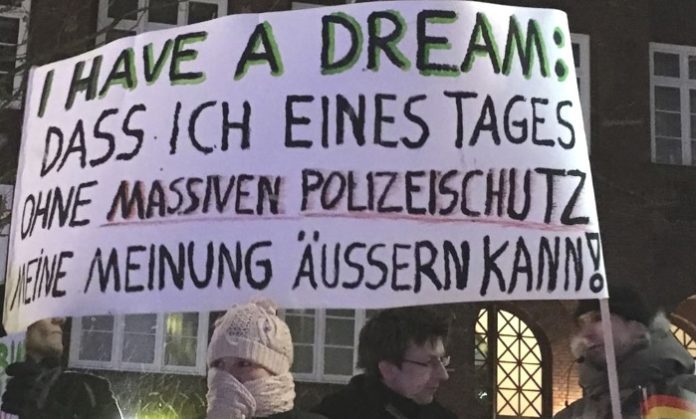 I HAVE A DREAM:
DASS ICH EINES TAGES
OHNE MASSIVEN POLIZEISCHUTZ
MEINE MEINUNG ÄUSSERN KANN!